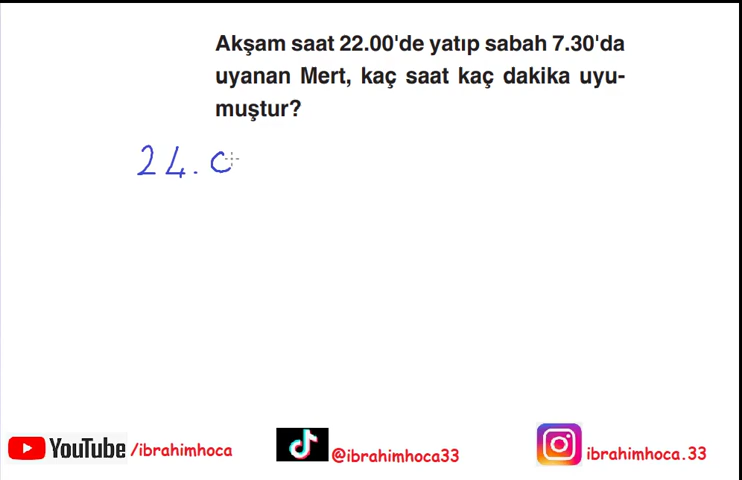 Akşam saat 22.00'de yatıp sabah 7.30'da
uyanan Mert, kaç saat kaç dakika uyu-
muştur?
24.0
YouTube /ibrahimhoca
@ibrahimhoca33
ibrahimhoca.33